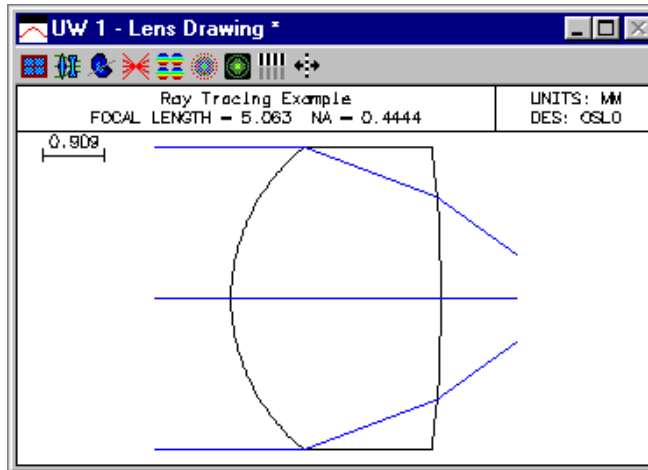 UW 1 - Lens Drawing *
Ray Tracing Example
FOCAL LENGTH = 5.063 NA = 0.4444
UNITS: MM
DES: OSLO
0.909